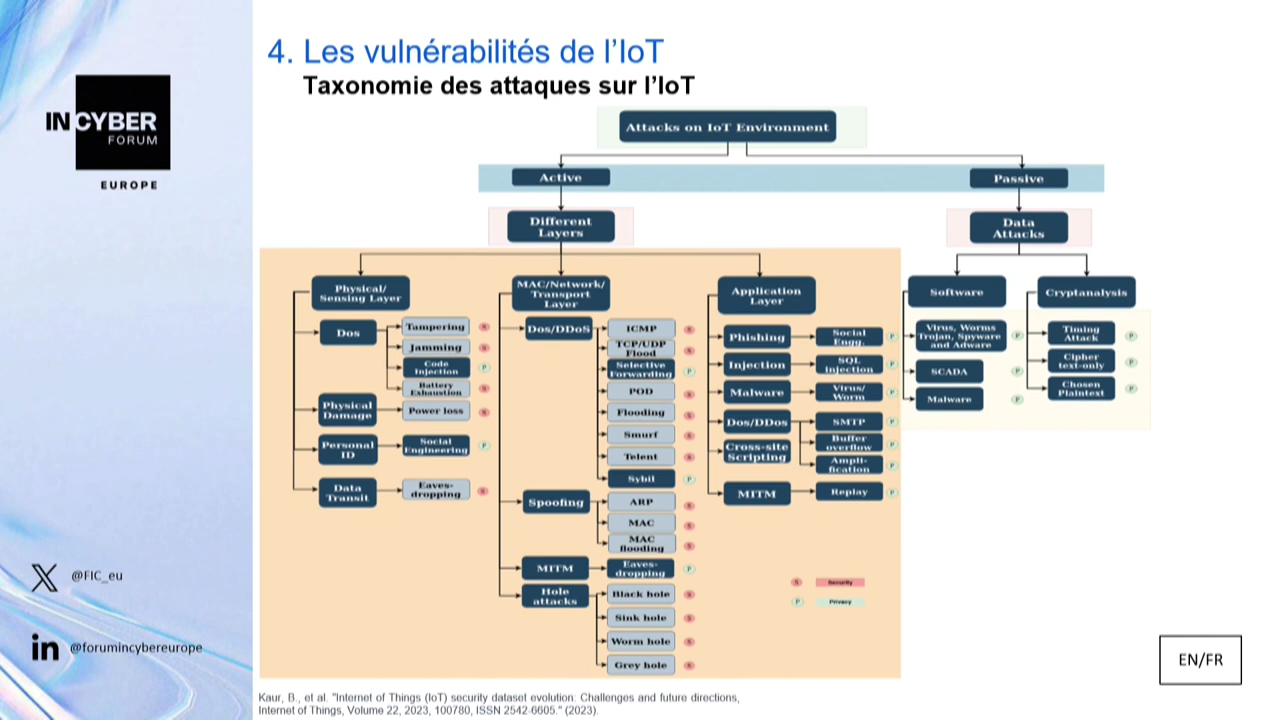 4. Les vulnérabilités de l'IoT
Taxonomie des attaques sur l'IoT
INCYBER
FORUM
EUROPE
Attacks on IoT Environment
Active
Passive
Different
Layers
Data
Attacks
Physical/
Sensing Layer
Dos
Tampering
S
Jamming
S
Code
Injection
P
Battery
Exhaustion
S
Physical
Damage
Power loss
S
Personal
ID
Social
Engineering
P
Data
Transit
Eaves-
dropping
S
MAC/Network/
Transport
Layer
Dos/DDoS
ICMP
S
TCP/UDP
Flood
S
Selective
Forwarding
P
POD
S
Flooding
S
Smurf
S
Telent
S
Sybil
P
Spoofing
ARP
S
MAC
S
MAC
flooding
S
MITM
Eaves-
dropping
P
Hole
attacks
Black hole
S
Sink hole
S
Worm hole
S
Grey hole
S
Application
Layer
Phishing
Social
Engg.
P
Injection
SQL
injection
P
Malware
Virus/
Worm
P
Dos/DDos
SMTP
P
Cross-site
Scripting
Buffer
overflow
P
Ampli-
fication
P
MITM
Replay
P
S
Security
P
Privacy
Software
Virus, Worms
Trojan, Spyware
and Adware
P
SCADA
P
Malware
P
Cryptanalysis
Timing
Attack
P
Cipher
text-only
P
Chosen
Plaintext
P
@FIC_eu
in @forumincybereurope
EN/FR
Kaur, B., et al. "Internet of Things (IoT) security dataset evolution: Challenges and future directions,
Internet of Things, Volume 22, 2023, 100780, ISSN 2542-6605." (2023).